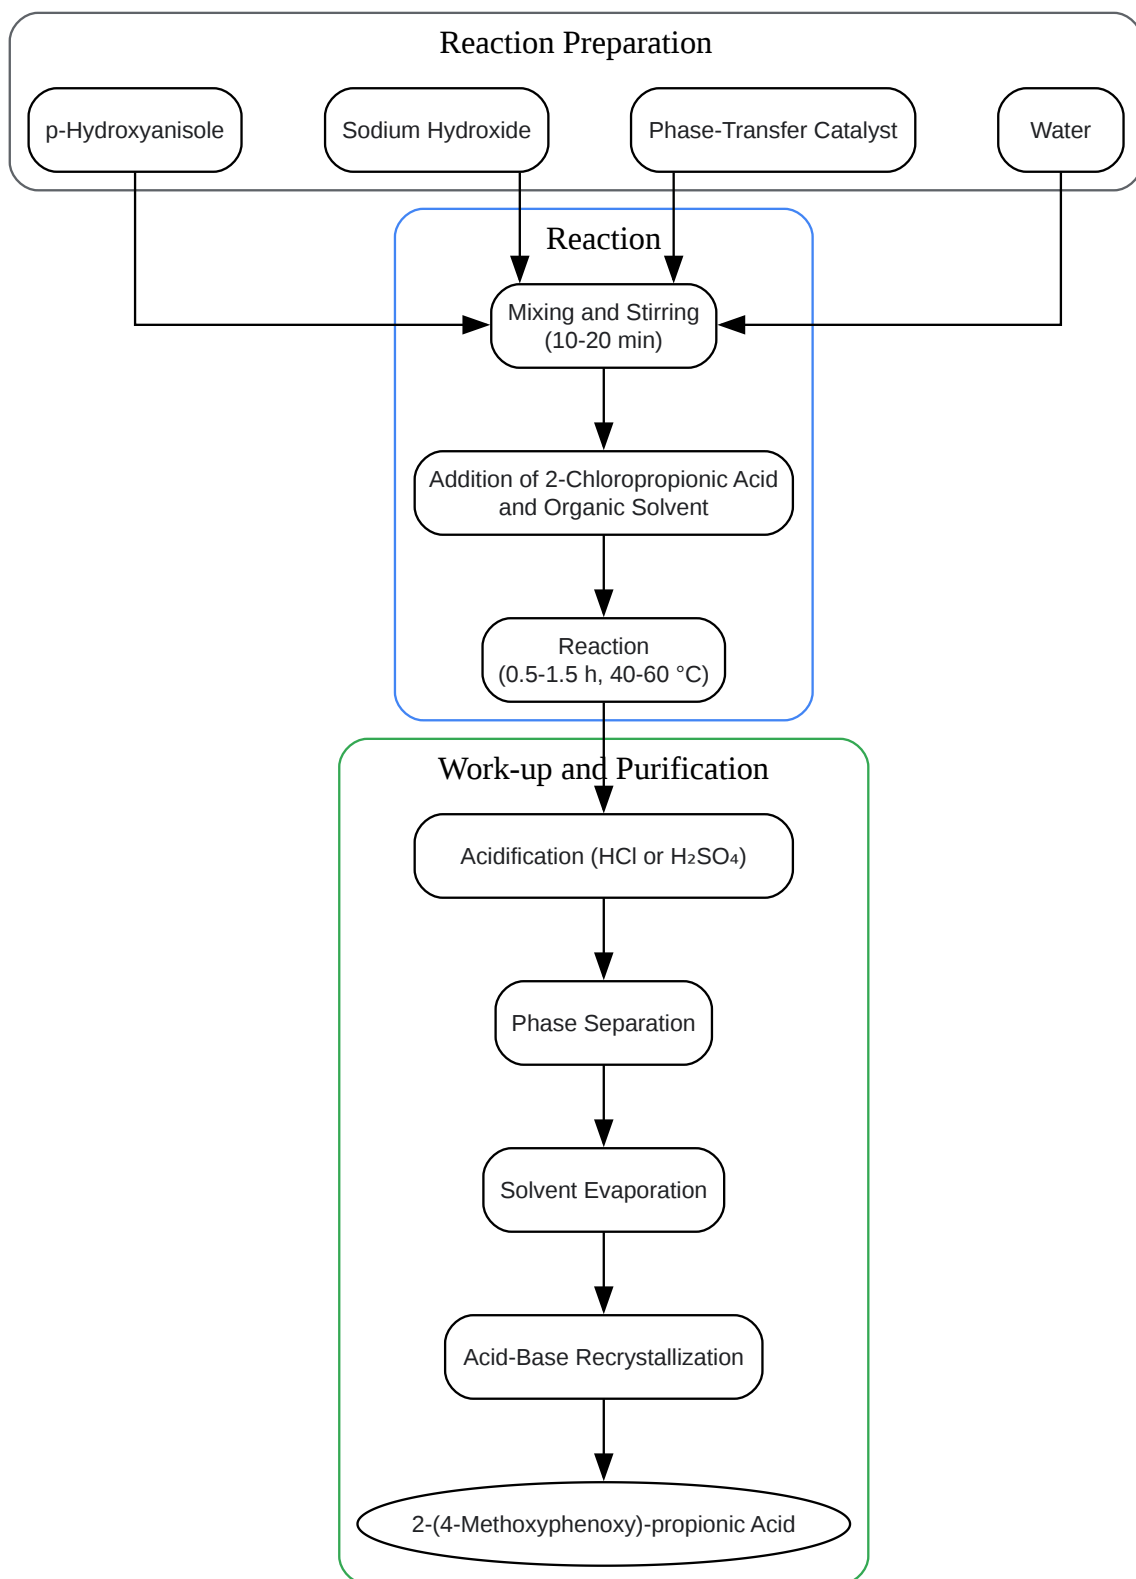 Reaction Preparation
p-Hydroxyanisole
Sodium Hydroxide
Phase-Transfer Catalyst
Water
Reaction
Mixing and Stirring
(10-20 min)
Addition of 2-Chloropropionic Acid
and Organic Solvent
Reaction
(0.5-1.5 h, 40-60 °C)
Work-up and Purification
Acidification (HCl or H₂SO₄)
Phase Separation
Solvent Evaporation
Acid-Base Recrystallization
2-(4-Methoxyphenoxy)-propionic Acid